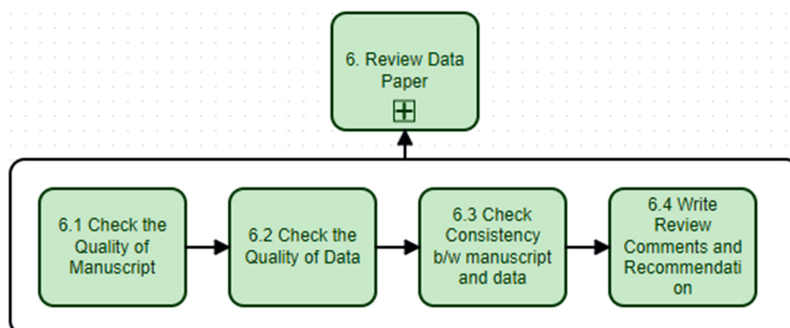 6. Review Data
Paper
6.1 Check the
Quality of
Manuscript
6.2 Check the
Quality of Data
6.3 Check
Consistency
b/w manuscript
and data
6.4 Write
Review
Comments and
Recommendati
on